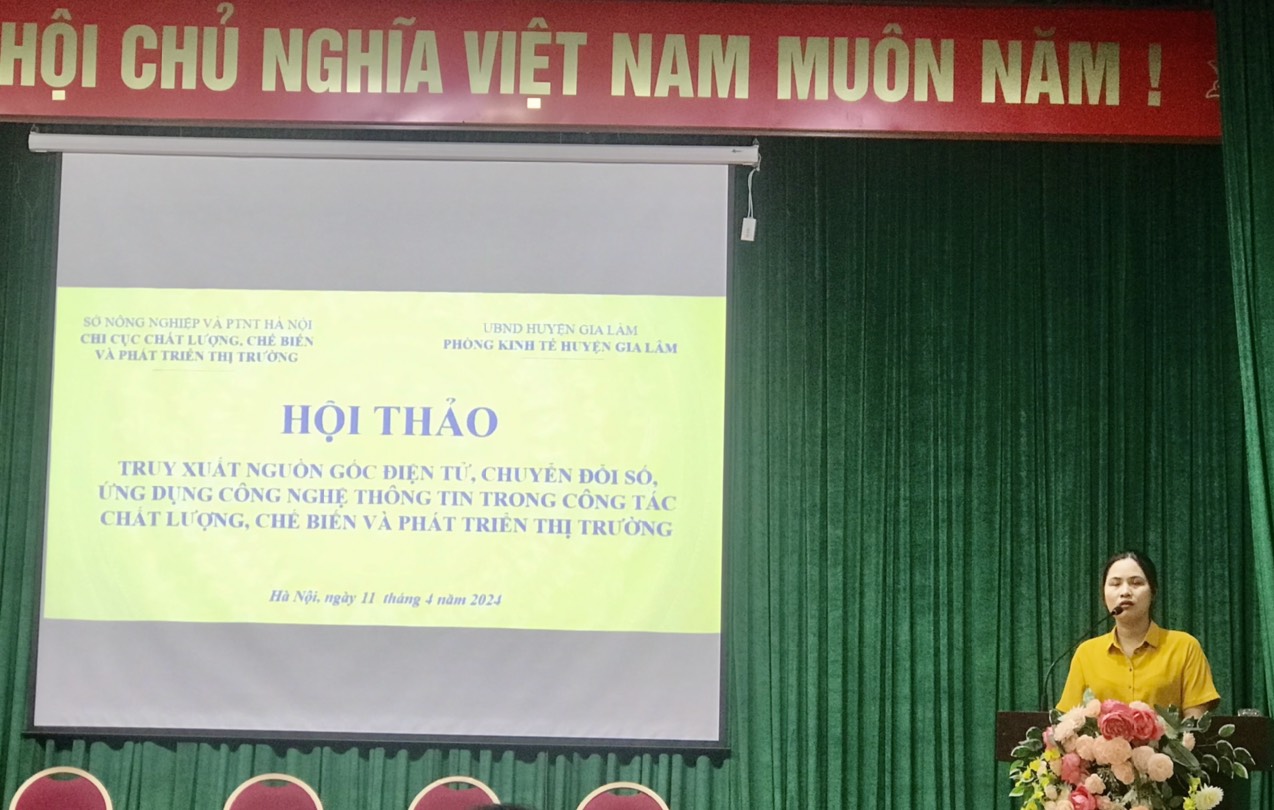 HỘI CHỦ NGHĨA VIỆT NAM MUÔN NĂM !
SỞ NÔNG NGHIỆP VÀ PTNT HÀ NỘI
CHI CỤC CHẤT LƯỢNG, CHẾ BIẾN
VÀ PHÁT TRIỂN THỊ TRƯỜNG
UBND HUYỆN GIA LÂM
PHÒNG KINH TẾ HUYỆN GIA LÂM
HỘI THẢO
TRUY XUẤT NGUỒN GỐC ĐIỆN TỬ, CHUYỂN ĐỔI SỐ,
ỨNG DỤNG CÔNG NGHỆ THÔNG TIN TRONG CÔNG TÁC
CHẤT LƯỢNG, CHẾ BIẾN VÀ PHÁT TRIỂN THỊ TRƯỜNG
Hà Nội, ngày 11 tháng 4 năm 2024